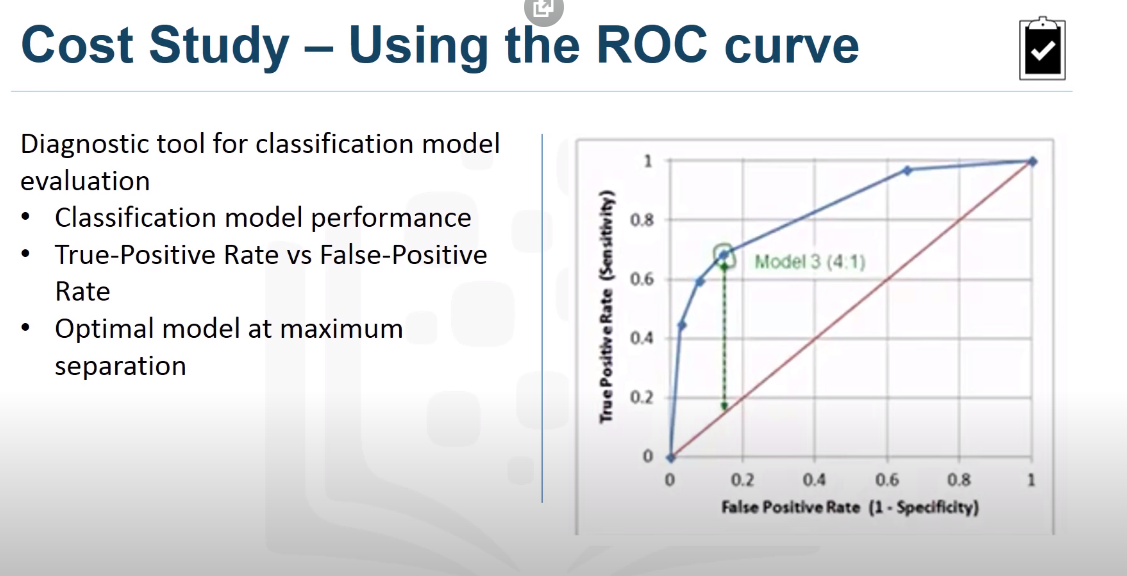 Cost Study – Using the ROC curve
Diagnostic tool for classification model
evaluation
• Classification model performance
• True-Positive Rate vs False-Positive
Rate
• Optimal model at maximum
separation
True Positive Rate (Sensitivity)
1
0.8
0.6
0.4
0.2
0
Model 3 (4:1)
0 0.2 0.4 0.6 0.8 1
False Positive Rate (1 - Specificity)